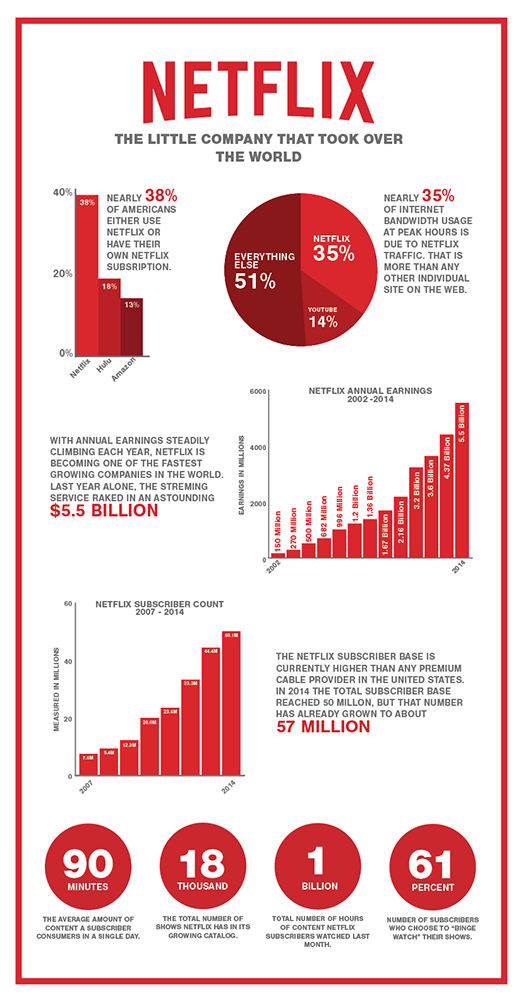 NETFLIX
THE LITTLE COMPANY THAT TOOK OVER
THE WORLD
40%
20%
0%
38%
18%
13%
Netflix
Hulu
Amazon
NEARLY 38%
OF AMERICANS
EITHER USE
NETFLIX OR
HAVE THEIR
OWN NETFLIX
SUBSRIPTION.
EVERYTHING
ELSE
51%
NETFLIX
35%
YOUTUBE
14%
NEARLY 35%
OF INTERNET
BANDWIDTH USAGE
AT PEAK HOURS IS
DUE TO NETFLIX
TRAFFIC. THAT IS
MORE THAN ANY
OTHER INDIVIDUAL
SITE ON THE WEB.
WITH ANNUAL EARNINGS STEADILY
CLIMBING EACH YEAR, NETFLIX IS
BECOMING ONE OF THE FASTEST
GROWING COMPANIES IN THE WORLD.
LAST YEAR ALONE, THE STREMING
SERVICE RAKED IN AN ASTOUNDING
$5.5 BILLION
NETFLIX ANNUAL EARNINGS
2002 -2014
EARNINGS IN MILLIONS
6000
4000
2000
0
150 Million
270 Million
500 Million
682 Million
996 Million
1.2 Billion
1.36 Billion
1.67 Billion
2.16 Billion
3.2 Billion
3.6 Billion
4.37 Billion
5.5 Billion
2002
2014
NETFLIX SUBSCRIBER COUNT
2007 - 2014
MEASURED IN MILLIONS
60
40
20
0
7.5M
9.4M
12.3M
20.0M
23.6M
33.3M
44.4M
50.1M
2007
2014
THE NETFLIX SUBSCRIBER BASE IS
CURRENTLY HIGHER THAN ANY PREMIUM
CABLE PROVIDER IN THE UNITED STATES.
IN 2014 THE TOTAL SUBSCRIBER BASE
REACHED 50 MILLON, BUT THAT NUMBER
HAS ALREADY GROWN TO ABOUT
57 MILLION
90
MINUTES
THE AVERAGE AMOUNT OF
CONTENT A SUBSCRIBER
CONSUMERS IN A SINGLE DAY.
18
THOUSAND
THE TOTAL NUMBER OF
SHOWS NETFLIX HAS IN ITS
GROWING CATALOG.
1
BILLION
TOTAL NUMBER OF HOURS
OF CONTENT NETFLIX
SUBSCRIBERS WATCHED LAST
MONTH.
61
PERCENT
NUMBER OF SUBSCRIBERS
WHO CHOOSE TO “BINGE
WATCH” THEIR SHOWS.